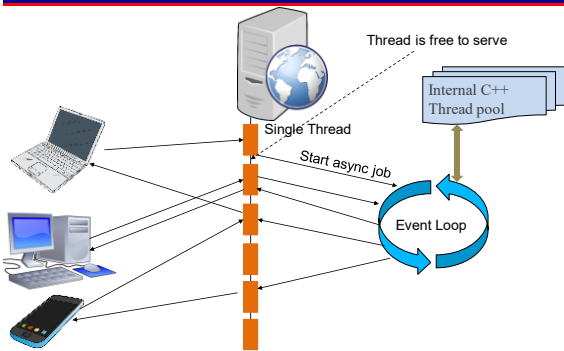 Thread is free to serve
Internal C++
Thread pool
Single Thread
Start async job
Event Loop